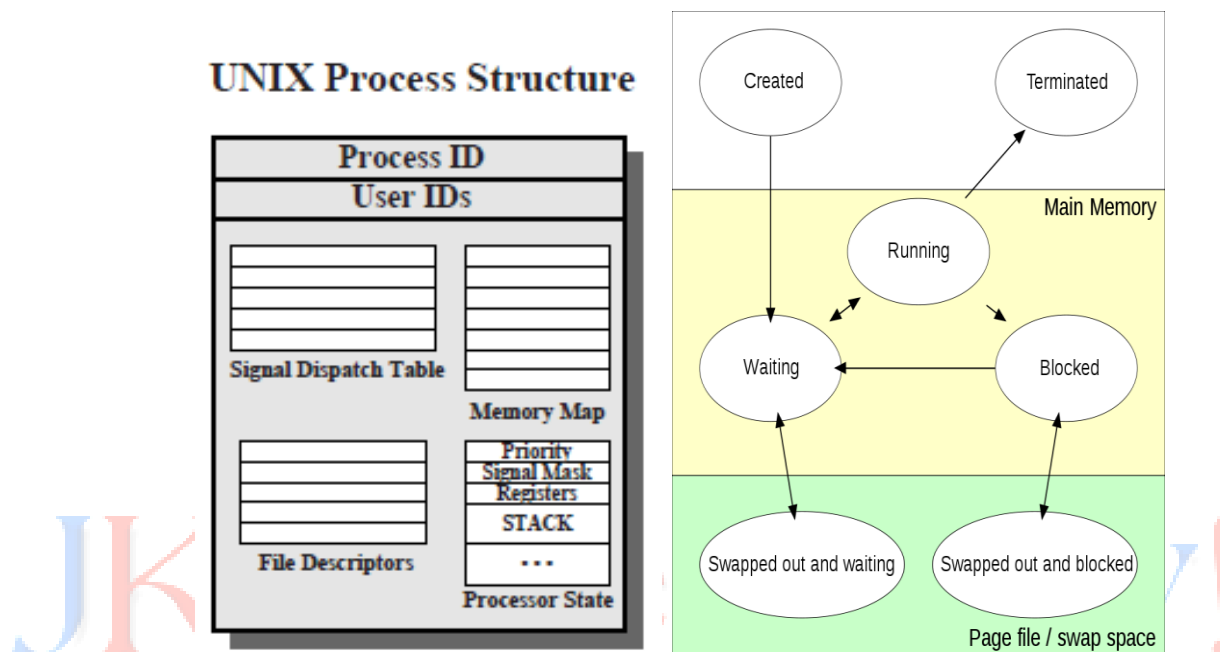 UNIX Process Structure
Process ID
User IDs
Signal Dispatch Table
Memory Map
Priority
Signal Mask
Registers
STACK
...
File Descriptors
Processor State
Created
Terminated
Main Memory
Running
Waiting
Blocked
Swapped out and waiting
Swapped out and blocked
Page file / swap space
JK